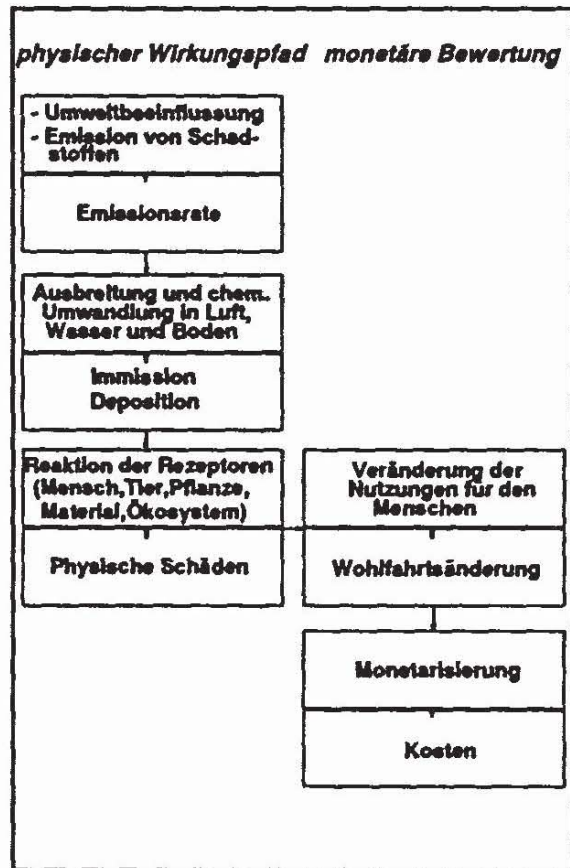 physischer Wirkungspfad monetäre Bewertung
- Umweltbeeinflussung
- Emission von Schad-
stoffen
Emissionsrate
Ausbreitung und chem.
Umwandlung in Luft,
Wasser und Boden
Immission
Deposition
Reaktion der Rezeptoren
(Mensch,Tier,Pflanze,
Material,Ökosystem)
Physische Schäden
Veränderung der
Nutzungen für den
Menschen
Wohlfahrtsänderung
Monetarisierung
Kosten